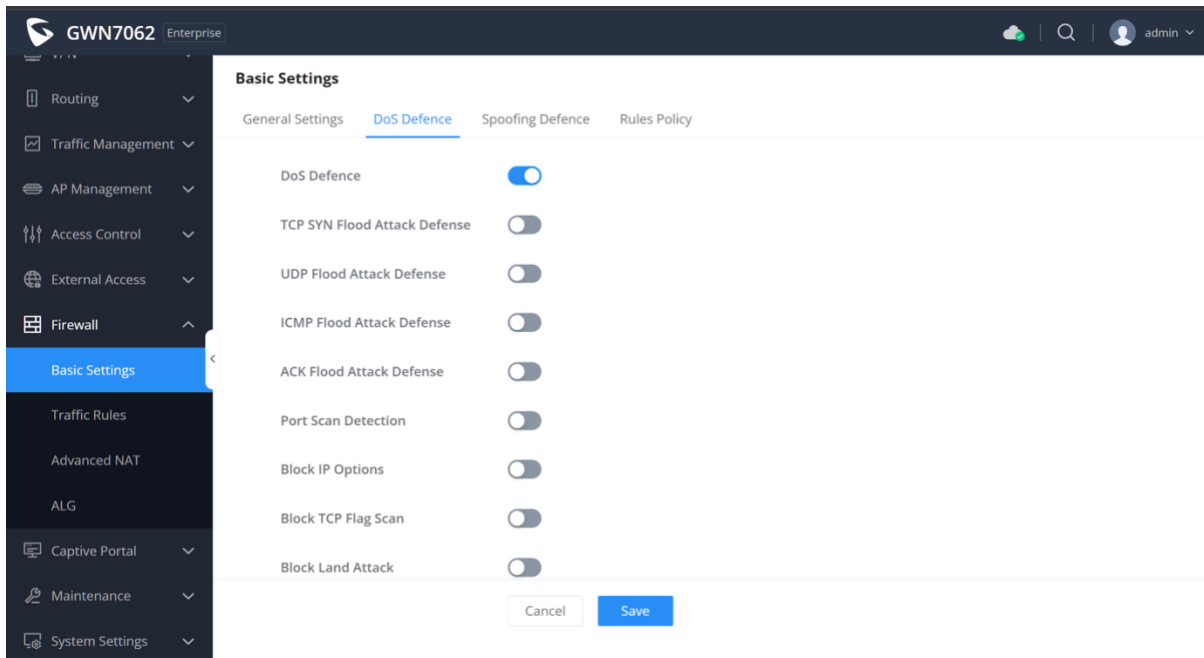 GWN7062 Enterprise
admin
Routing
Traffic Management
AP Management
Access Control
External Access
Firewall
Basic Settings
Traffic Rules
Advanced NAT
ALG
Captive Portal
Maintenance
System Settings
Basic Settings
General Settings DoS Defence Spoofing Defence Rules Policy
DoS Defence
TCP SYN Flood Attack Defense
UDP Flood Attack Defense
ICMP Flood Attack Defense
ACK Flood Attack Defense
Port Scan Detection
Block IP Options
Block TCP Flag Scan
Block Land Attack
Cancel Save